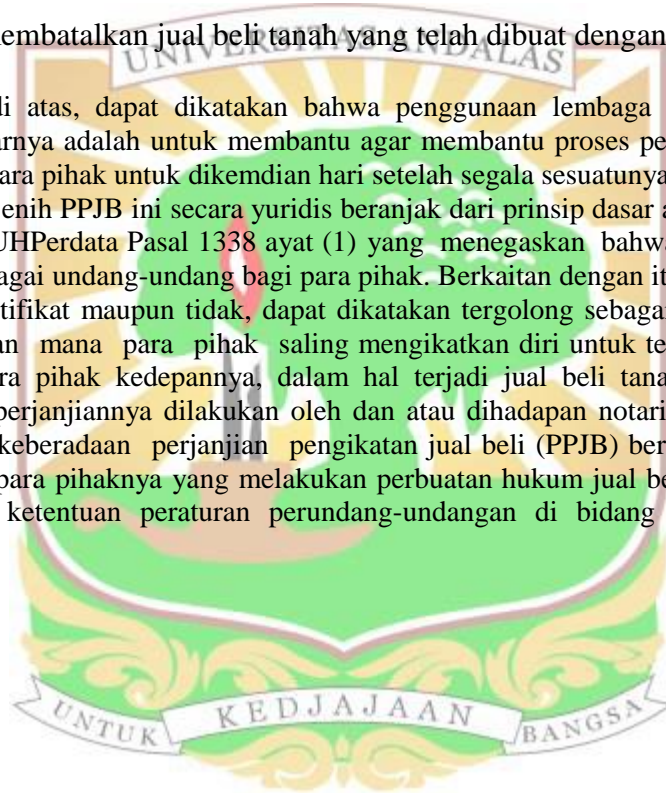 embatalkan jual beli tanah yang telah dibuat dengan
UNIVERSITAS ANDALAS
di atas, dapat dikatakan bahwa penggunaan lembaga
arnya adalah untuk membantu agar membantu proses pe
ara pihak untuk dikemdian hari setelah segala sesuatunya
jenih PPJB ini secara yuridis beranjak dari prinsip dasar a
UHPerdata Pasal 1338 ayat (1) yang menegaskan bahwa
bagai undang-undang bagi para pihak. Berkaitan dengan it
tifikat maupun tidak, dapat dikatakan tergolong sebagai
an mana para pihak saling mengikatkan diri untuk te
ra pihak kedepannya, dalam hal terjadi jual beli tana
perjanjiannya dilakukan oleh dan atau dihadapan notari
keberadaan perjanjian pengikatan jual beli (PPJB) ber
para pihaknya yang melakukan perbuatan hukum jual be
ketentuan peraturan perundang-undangan di bidang
UNTUK KEDJAJAAN BANGSA